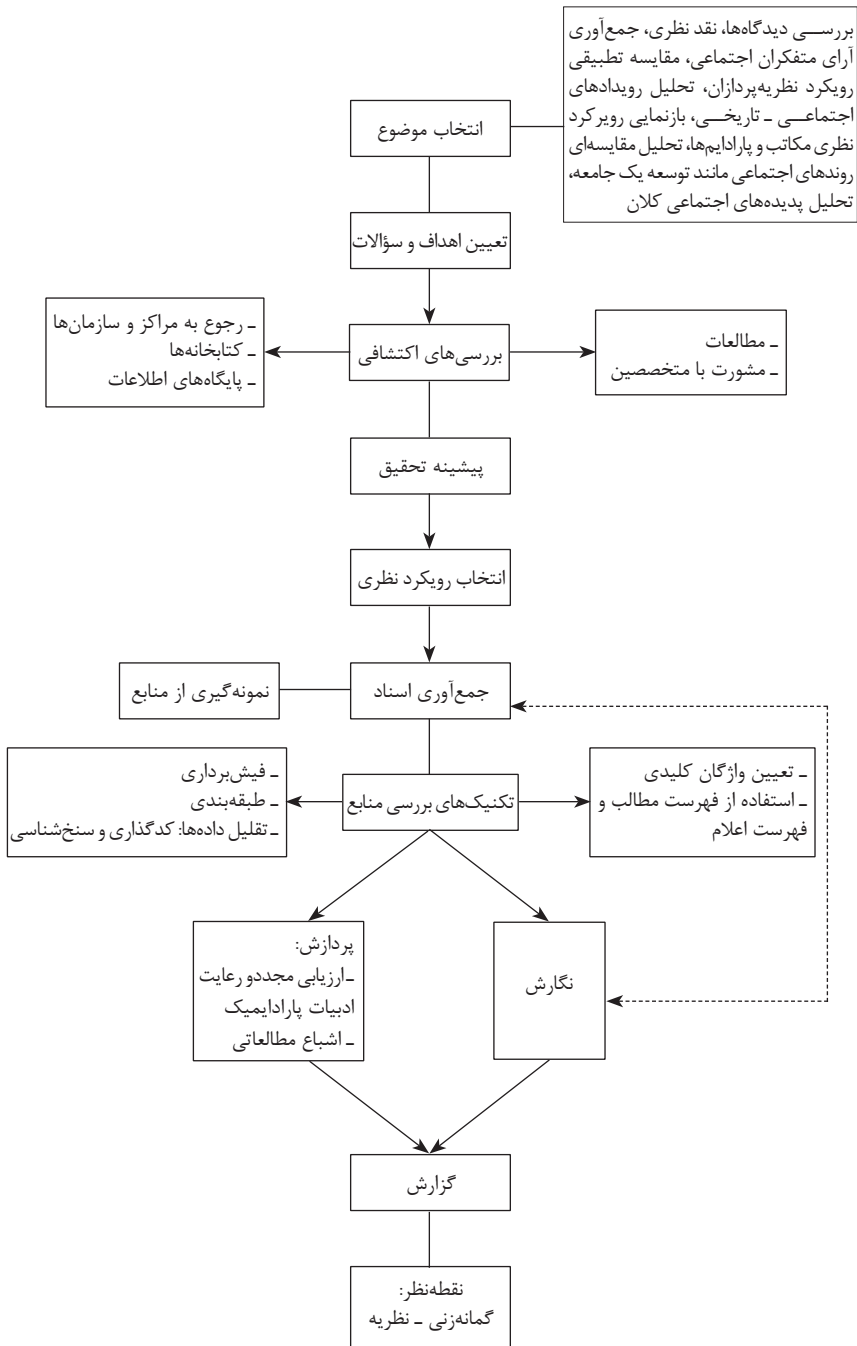 بررسی دیدگاه‌ها، نقد نظری، جمع‌آوری
آرای متفکران اجتماعی، مقایسه تطبیقی
رویکرد نظریه‌پردازان، تحلیل رویدادهای
اجتماعی ـ تاریخی، بازنمایی رویرکرد
نظری مکاتب و پارادایم‌ها، تحلیل مقایسه‌ای
روندهای اجتماعی مانند توسعه یک جامعه،
تحلیل پدیده‌های اجتماعی کلان
انتخاب موضوع
تعیین اهداف و سؤالات
ـ مطالعات
ـ مشورت با متخصصین
بررسی‌های اکتشافی
ـ رجوع به مراکز و سازمان‌ها
ـ کتابخانه‌ها
ـ پایگاه‌های اطلاعات
پیشینه تحقیق
انتخاب رویکرد نظری
جمع‌آوری اسناد
نمونه‌گیری از منابع
ـ تعیین واژگان کلیدی
ـ استفاده از فهرست مطالب و
فهرست اعلام
تکنیک‌های بررسی منابع
ـ فیش‌برداری
ـ طبقه‌بندی
ـ تقلیل داده‌ها: کدگذاری و سنخ‌شناسی
نگارش
پردازش:
ـ ارزیابی مجددو رعایت
ادبیات پارادایمیک
ـ اشباع مطالعاتی
گزارش
نقطه‌نظر:
گمانه‌زنی ـ نظریه